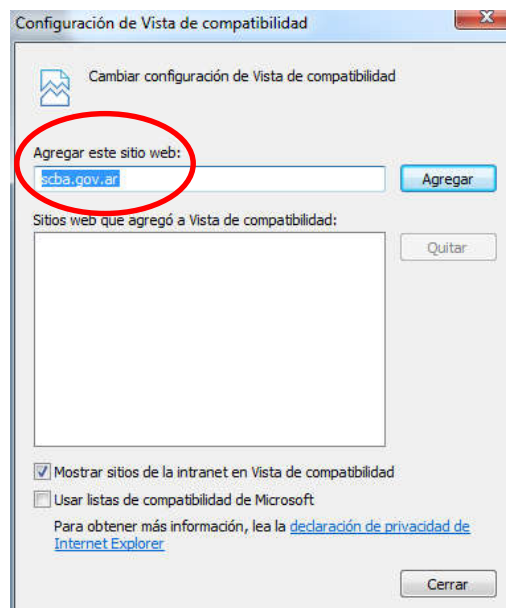 Configuración de Vista de compatibilidad
Cambiar configuración de Vista de compatibilidad
Agregar este sitio web:
scba.gov.ar
Agregar
Sitios web que agregó a Vista de compatibilidad:
Quitar
Mostrar sitios de la intranet en Vista de compatibilidad
Usar listas de compatibilidad de Microsoft
Para obtener más información, lea la declaración de privacidad de
Internet Explorer
Cerrar